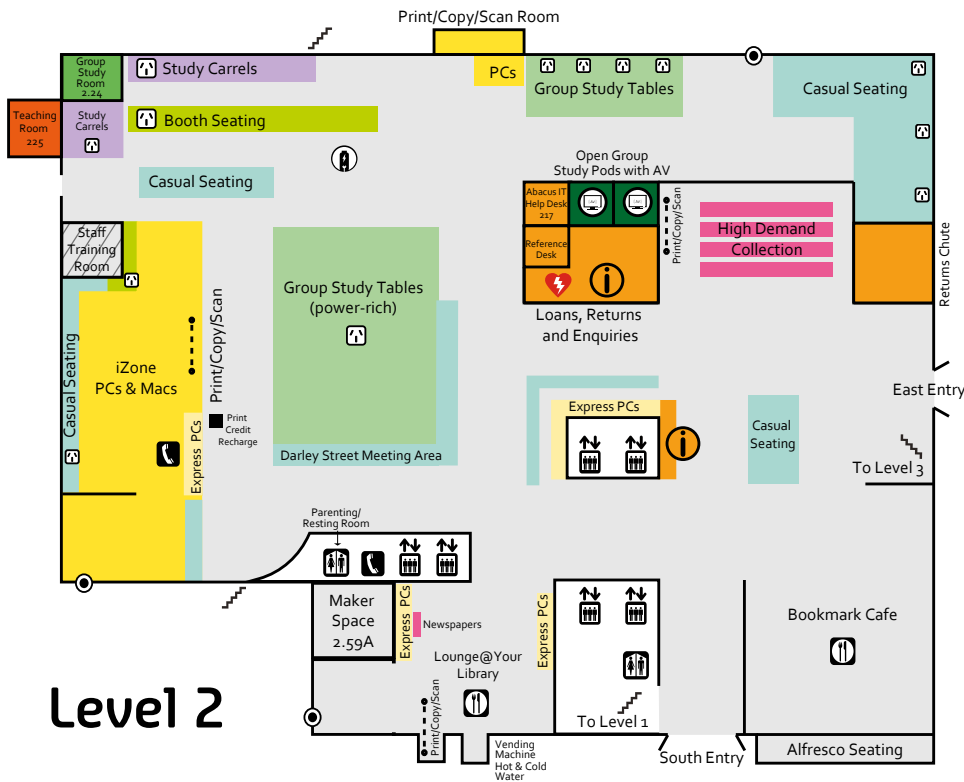 Print/Copy/Scan Room
Group
Study
Room
2.24
Study Carrels
PCs
Group Study Tables
Casual Seating
Teaching
Room
225
Study
Carrels
Booth Seating
Casual Seating
Open Group
Study Pods with AV
Abacus IT
Help Desk
217
Reference
Desk
Print/Copy/Scan
High Demand
Collection
Returns Chute
Loans, Returns
and Enquiries
Staff
Training
Room
Group Study Tables
(power-rich)
Print/Copy/Scan
Casual Seating
iZone
PCs & Macs
Print
Credit
Recharge
Express PCs
Darley Street Meeting Area
Express PCs
Casual
Seating
East Entry
To Level 3
Parenting/
Resting Room
Maker
Space
2.59A
Express PCs
Newspapers
Express PCs
Lounge@Your
Library
Print/Copy/Scan
Vending
Machine
Hot & Cold
Water
To Level 1
South Entry
Bookmark Cafe
Alfresco Seating
Level 2